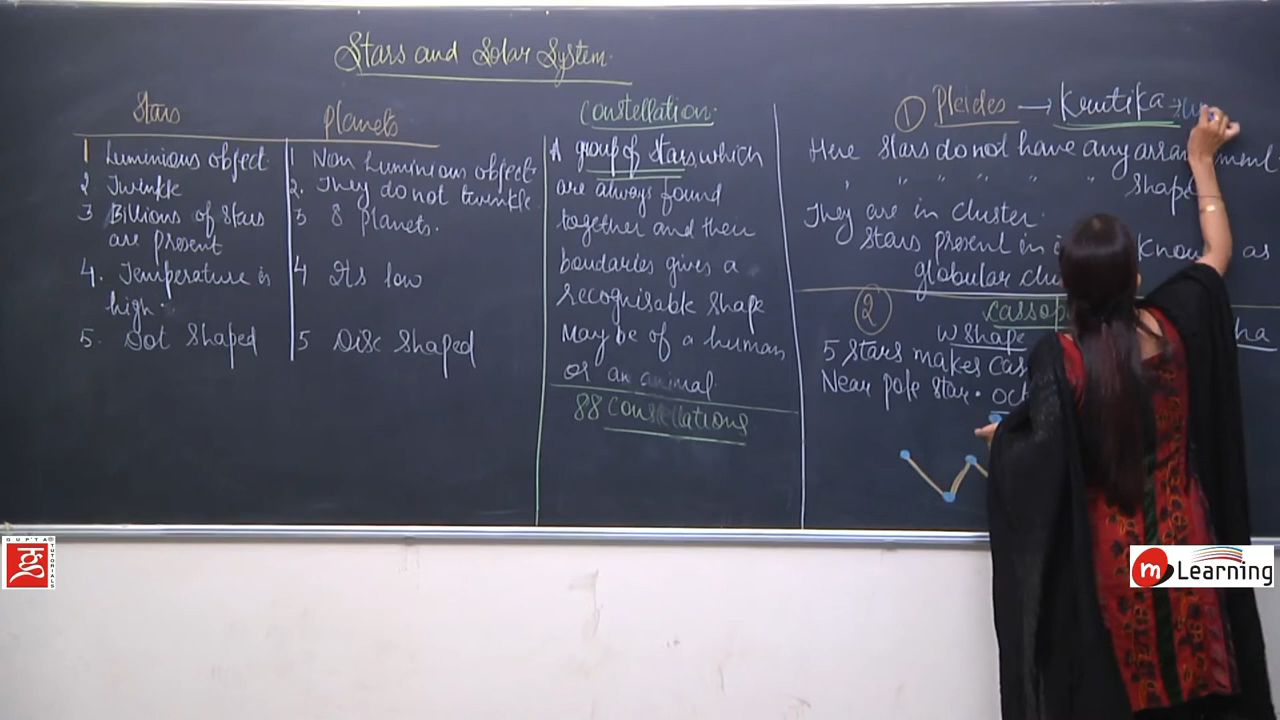 Stars and Solar System
Stars
1 Luminious object
2 Twinkle
3 Billions of stars
are present
4. Temperature is
high.
5. Dot shaped
Planets
1 Non Luminious object
2. They do not twinkle
3 8 planets.
4 Its low
5 Disc shaped
Constellation
A group of stars which
are always found
together and their
boundaries gives a
recognisable shape
may be of a human
or an animal.
88 Constellations
① Pleides → Krutika →
Here stars do not have any arrangement
" " " " " " shape
They are in cluster.
Stars present in known as
globular
②
W shape
5 stars makes
Near pole star.
GUPTA TUTORIALS
m Learning